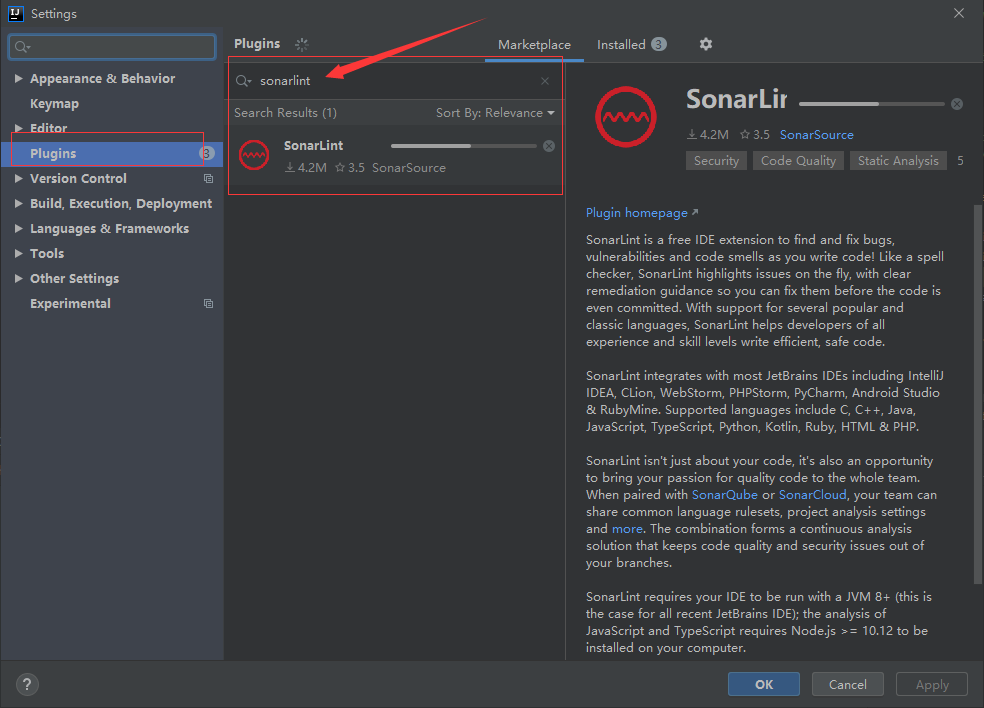 Settings
Plugins
Marketplace
Installed 3
Appearance & Behavior
Keymap
Editor
Plugins 3
Version Control
Build, Execution, Deployment
Languages & Frameworks
Tools
Other Settings
Experimental
sonarlint
Search Results (1) Sort By: Relevance
SonarLint
4.2M 3.5 SonarSource
SonarLir
4.2M 3.5 SonarSource
Security Code Quality Static Analysis 5
Plugin homepage
SonarLint is a free IDE extension to find and fix bugs,
vulnerabilities and code smells as you write code! Like a spell
checker, SonarLint highlights issues on the fly, with clear
remediation guidance so you can fix them before the code is
even committed. With support for several popular and
classic languages, SonarLint helps developers of all
experience and skill levels write efficient, safe code.
SonarLint integrates with most JetBrains IDEs including IntelliJ
IDEA, CLion, WebStorm, PHPStorm, PyCharm, Android Studio
& RubyMine. Supported languages include C, C++, Java,
JavaScript, TypeScript, Python, Kotlin, Ruby, HTML & PHP.
SonarLint isn't just about your code, it's also an opportunity
to bring your passion for quality code to the whole team.
When paired with SonarQube or SonarCloud, your team can
share common language rulesets, project analysis settings
and more. The combination forms a continuous analysis
solution that keeps code quality and security issues out of
your branches.
SonarLint requires your IDE to be run with a JVM 8+ (this is
the case for all recent JetBrains IDE); the analysis of
JavaScript and TypeScript requires Node.js >= 10.12 to be
installed on your computer.
?
OK
Cancel
Apply